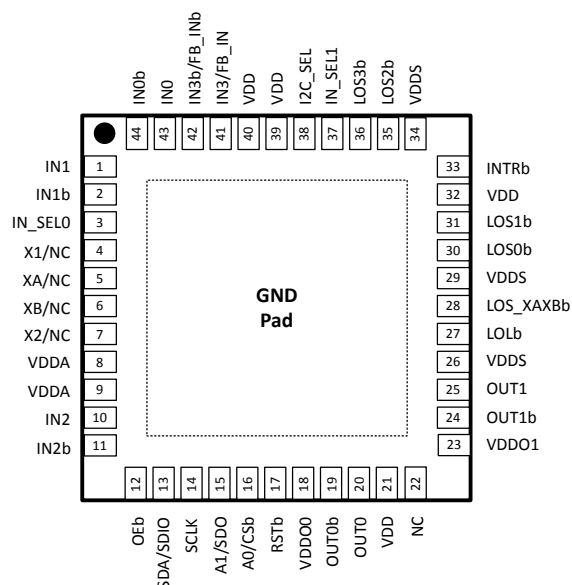 IN0b
IN0
IN3b/FB_INb
IN3/FB_IN
VDD
VDD
I2C_SEL
IN_SEL1
LOS3b
LOS2b
VDDS
44
43
42
41
40
39
38
37
36
35
34
IN1 1
IN1b 2
IN_SEL0 3
X1/NC 4
XA/NC 5
XB/NC 6
X2/NC 7
VDDA 8
VDDA 9
IN2 10
IN2b 11
GND
Pad
33 INTRb
32 VDD
31 LOS1b
30 LOS0b
29 VDDS
28 LOS_XAXBb
27 LOLb
26 VDDS
25 OUT1
24 OUT1b
23 VDDO1
12
13
14
15
16
17
18
19
20
21
22
OEb
SDA/SDIO
SCLK
A1/SDO
A0/CSb
RSTb
VDDO0
OUT0b
OUT0
VDD
NC